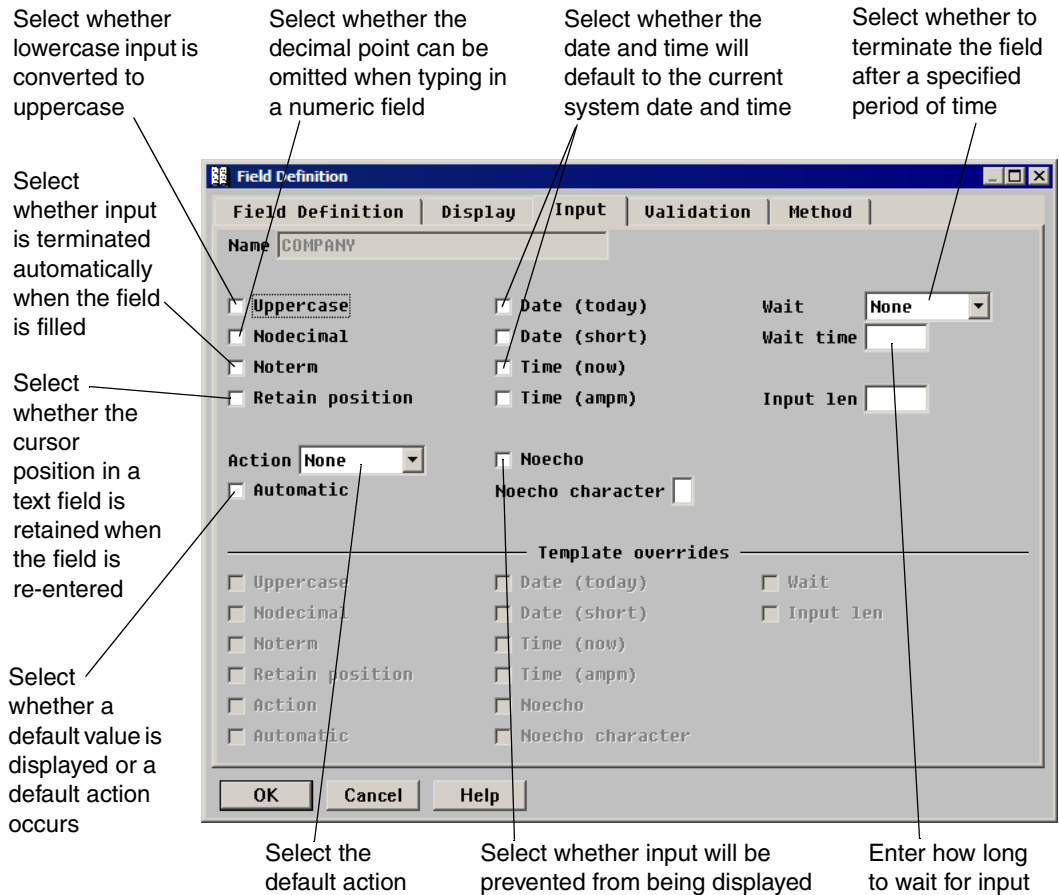 Select whether
lowercase input is
converted to
uppercase
Select whether the
decimal point can be
omitted when typing in
a numeric field
Select whether the
date and time will
default to the current
system date and time
Select whether to
terminate the field
after a specified
period of time
Select
whether input
is terminated
automatically
when the field
is filled
Select
whether the
cursor
position in a
text field is
retained when
the field is
re-entered
Select
whether a
default value is
displayed or a
default action
occurs
Field Definition
Field Definition Display Input Validation Method
Name COMPANY
Uppercase Date (today) Wait None
Nodecimal Date (short) Wait time
Noterm Time (now)
Retain position Time (ampm) Input len
Action None Noecho
Automatic Noecho character
Template overrides
Uppercase Date (today) Wait
Nodecimal Date (short) Input len
Noterm Time (now)
Retain position Time (ampm)
Action Noecho
Automatic Noecho character
OK Cancel Help
Select the
default action
Select whether input will be
prevented from being displayed
Enter how long
to wait for input